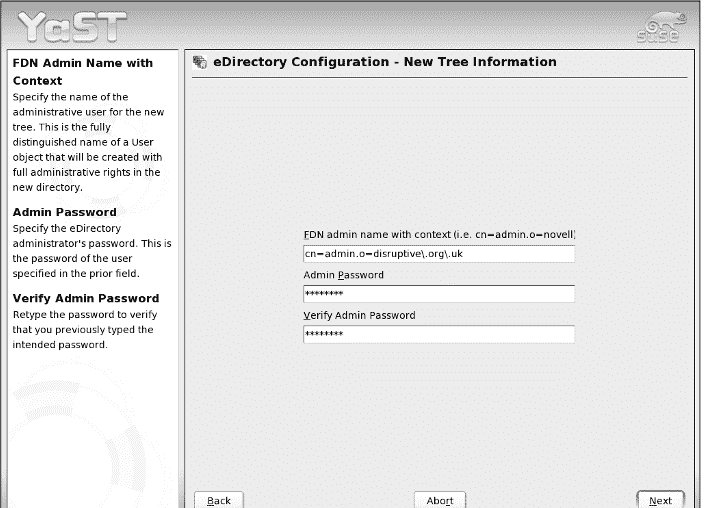 YaST
SUSE
FDN Admin Name with
Context
Specify the name of the
administrative user for the new
tree. This is the fully
distinguished name of a User
object that will be created with
full administrative rights in the
new directory.
Admin Password
Specify the eDirectory
administrator's password. This is
the password of the user
specified in the prior field.
Verify Admin Password
Retype the password to verify
that you previously typed the
intended password.
eDirectory Configuration - New Tree Information
FDN admin name with context (i.e. cn=admin.o=novell)
cn=admin.o=disruptive\.org\.uk
Admin Password
********
Verify Admin Password
********
Back
Abort
Next